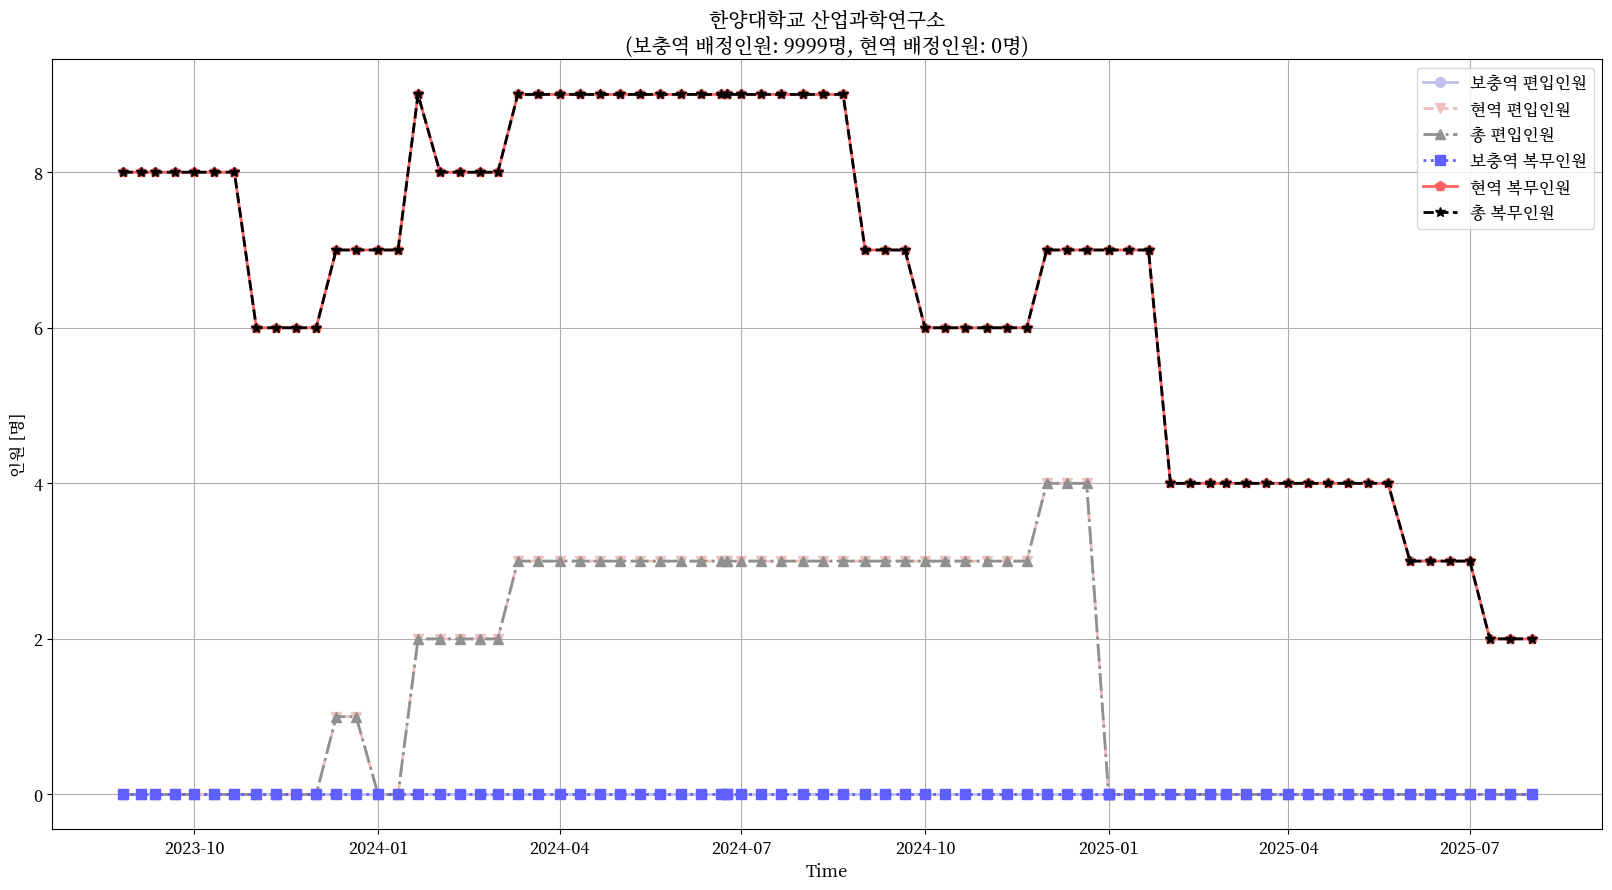 한양대학교 산업과학연구소
(보충역 배정인원: 9999명, 현역 배정인원: 0명)
보충역 편입인원
현역 편입인원
총 편입인원
보충역 복무인원
현역 복무인원
총 복무인원
인원 [명]
8
6
4
2
0
2023-10
2024-01
2024-04
2024-07
2024-10
2025-01
2025-04
2025-07
Time